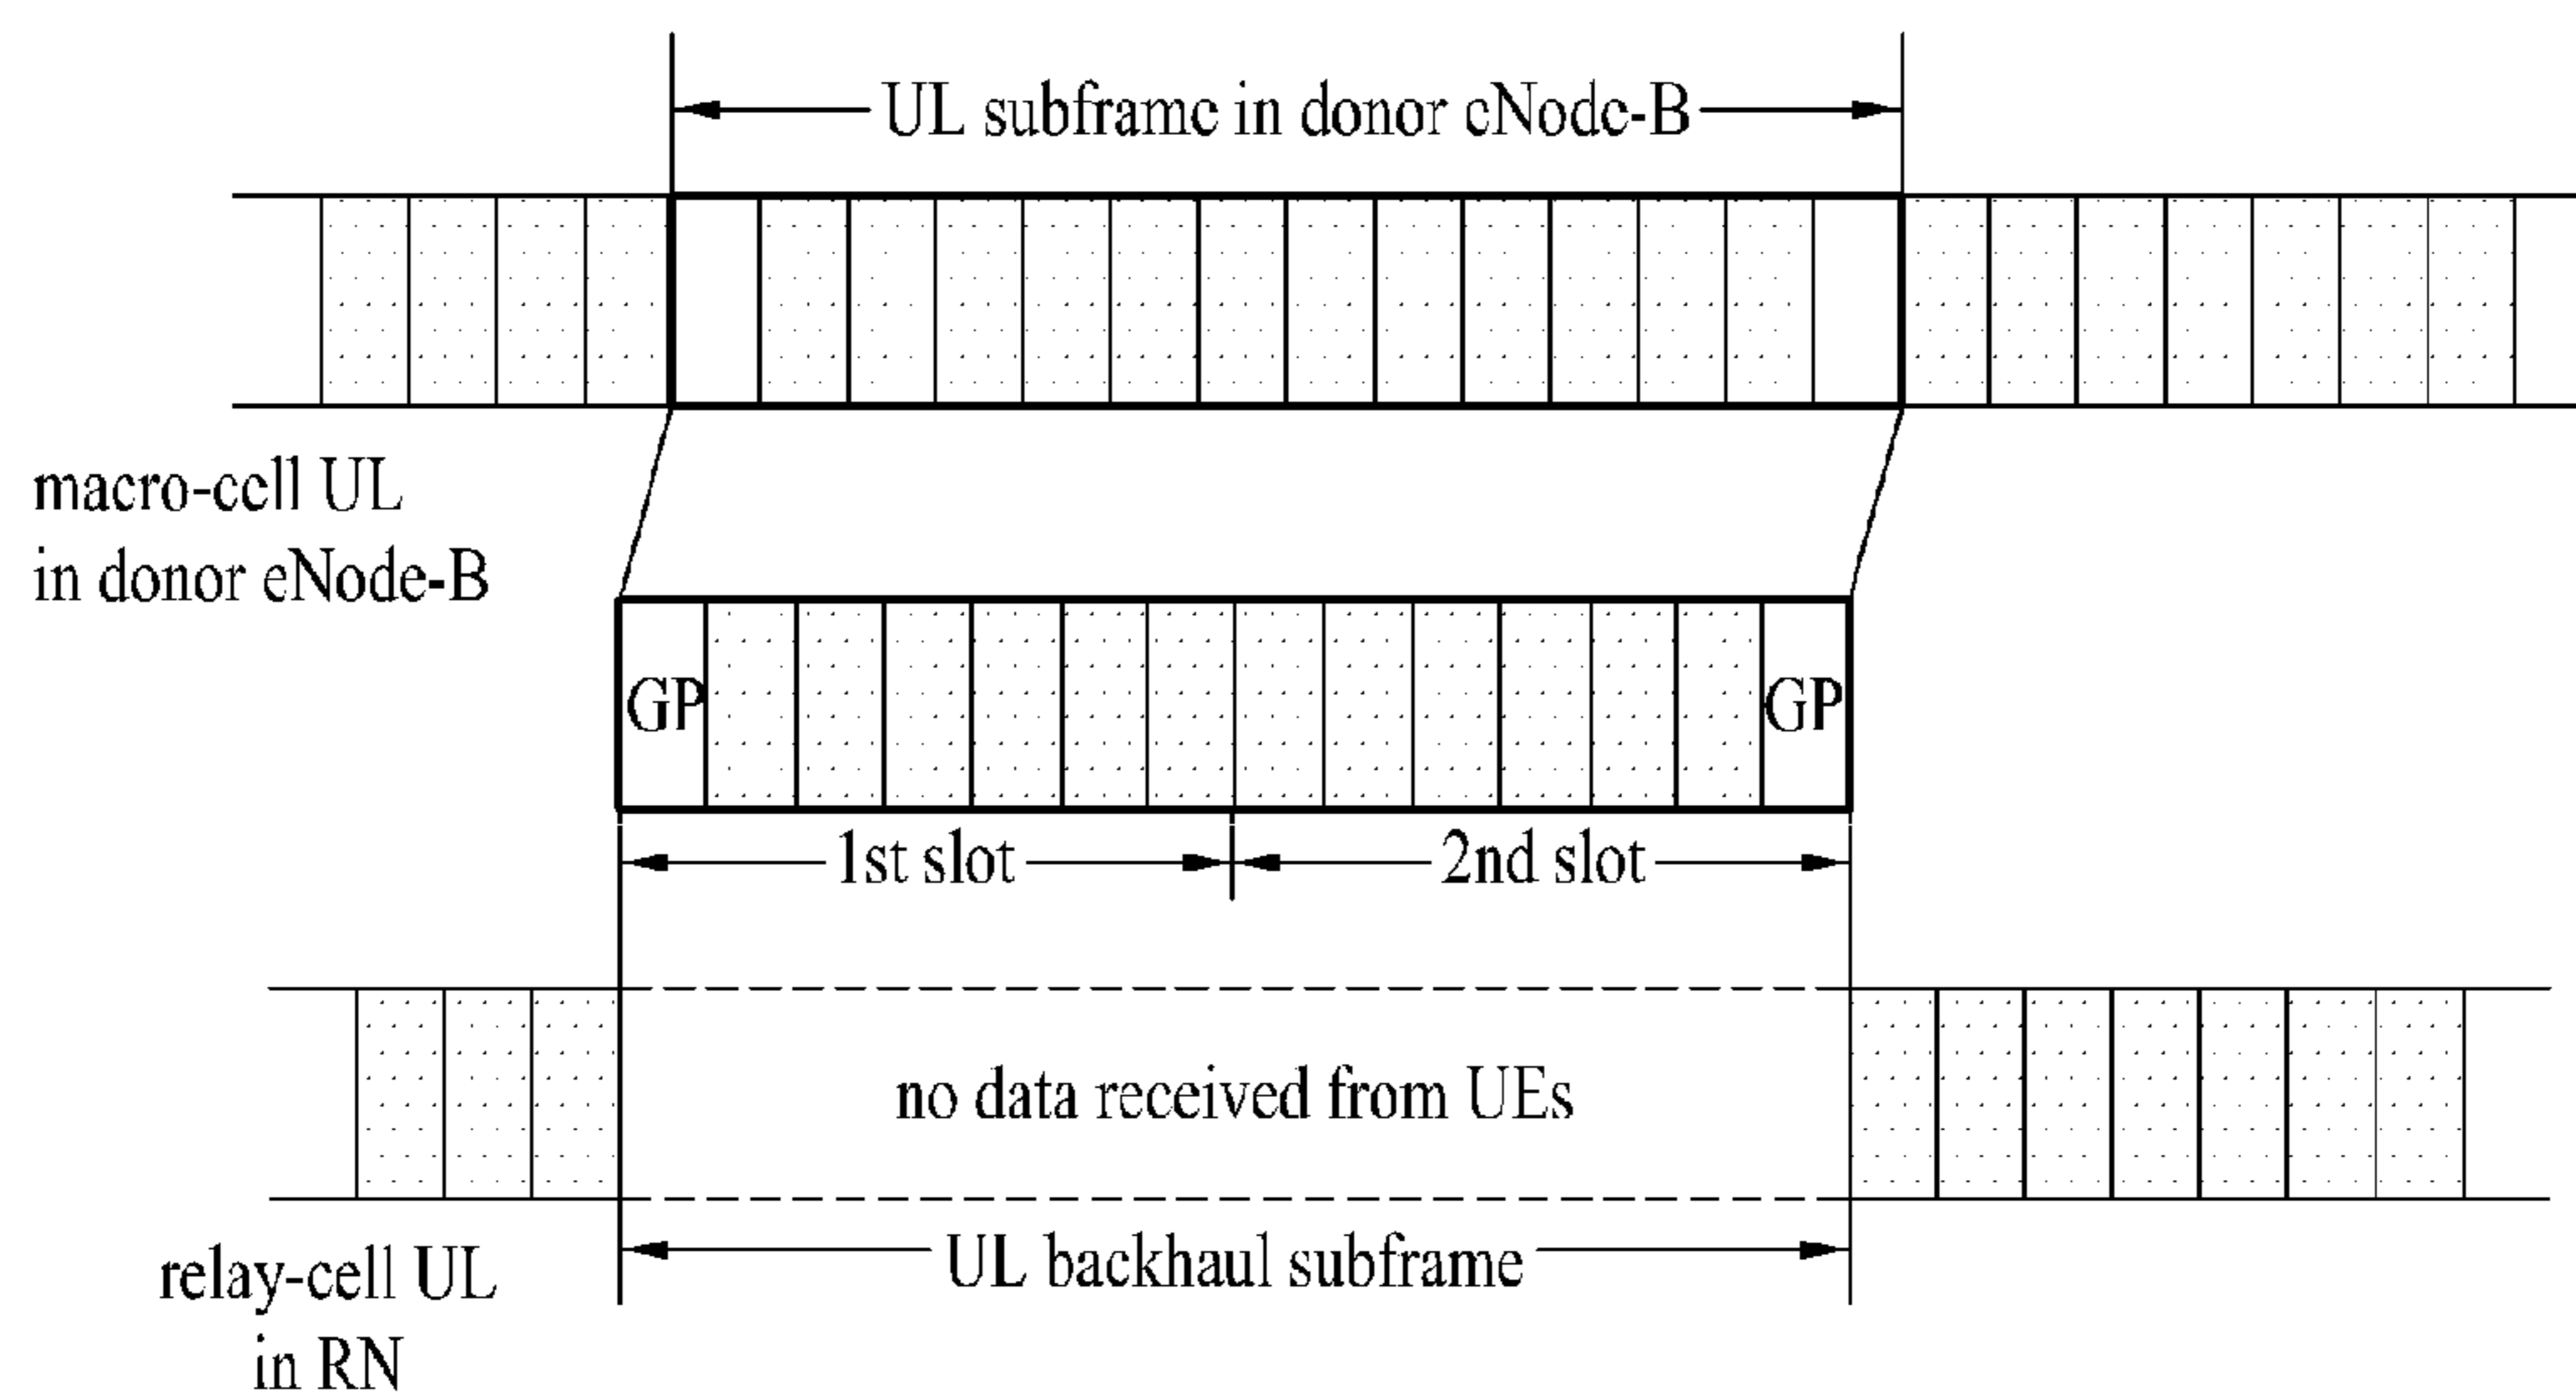 UL subframe in donor eNode-B
macro-cell UL
in donor eNode-B
GP
GP
1st slot
2nd slot
no data received from UEs
UL backhaul subframe
relay-cell UL
in RN